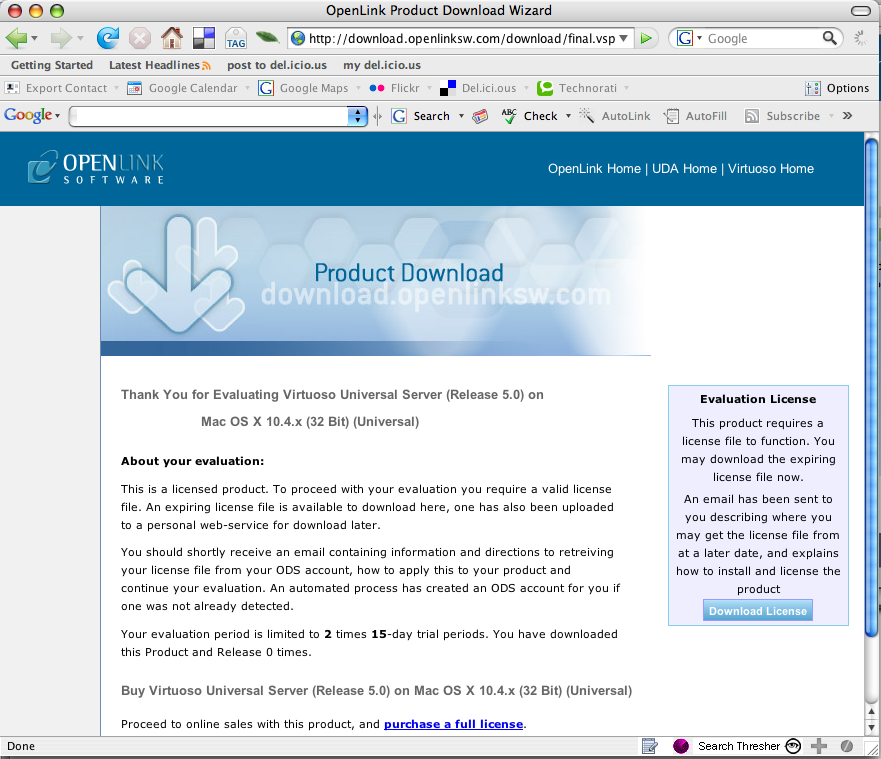 OpenLink Product Download Wizard
TAG
http://download.openlinksw.com/download/final.vsp
G Google
Getting Started Latest Headlines post to del.icio.us my del.icio.us
Export Contact Google Calendar Google Maps Flickr Del.ici.ous Technorati Options
Google G Search ABC Check AutoLink AutoFill Subscribe »
OPENLINK
SOFTWARE
OpenLink Home | UDA Home | Virtuoso Home
Product Download
download.openlinksw.com
Thank You for Evaluating Virtuoso Universal Server (Release 5.0) on
Mac OS X 10.4.x (32 Bit) (Universal)
About your evaluation:
This is a licensed product. To proceed with your evaluation you require a valid license
file. An expiring license file is available to download here, one has also been uploaded
to a personal web-service for download later.
You should shortly receive an email containing information and directions to retreiving
your license file from your ODS account, how to apply this to your product and
continue your evaluation. An automated process has created an ODS account for you if
one was not already detected.
Your evaluation period is limited to 2 times 15-day trial periods. You have downloaded
this Product and Release 0 times.
Buy Virtuoso Universal Server (Release 5.0) on Mac OS X 10.4.x (32 Bit) (Universal)
Proceed to online sales with this product, and purchase a full license.
Evaluation License
This product requires a
license file to function. You
may download the expiring
license file now.
An email has been sent to
you describing where you
may get the license file from
at a later date, and explains
how to install and license the
product
Download License
Done
Search Thresher